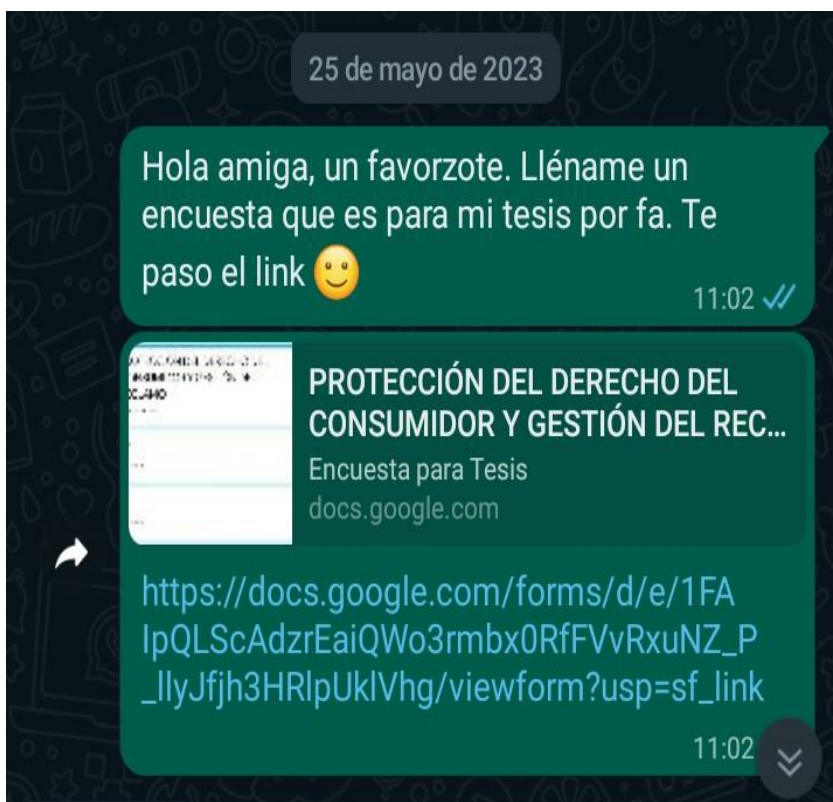 25 de mayo de 2023
Hola amiga, un favorzote. Lléname un
encuesta que es para mi tesis por fa. Te
paso el link
11:02
PROTECCIÓN DEL DERECHO DEL
CONSUMIDOR Y GESTIÓN DEL REC...
Encuesta para Tesis
docs.google.com
https://docs.google.com/forms/d/e/1FA
IpQLScAdzrEaiQWo3rmbx0RfFVvRxuNZ_P
_llyJfjh3HRlpUklVhg/viewform?usp=sf_link
11:02